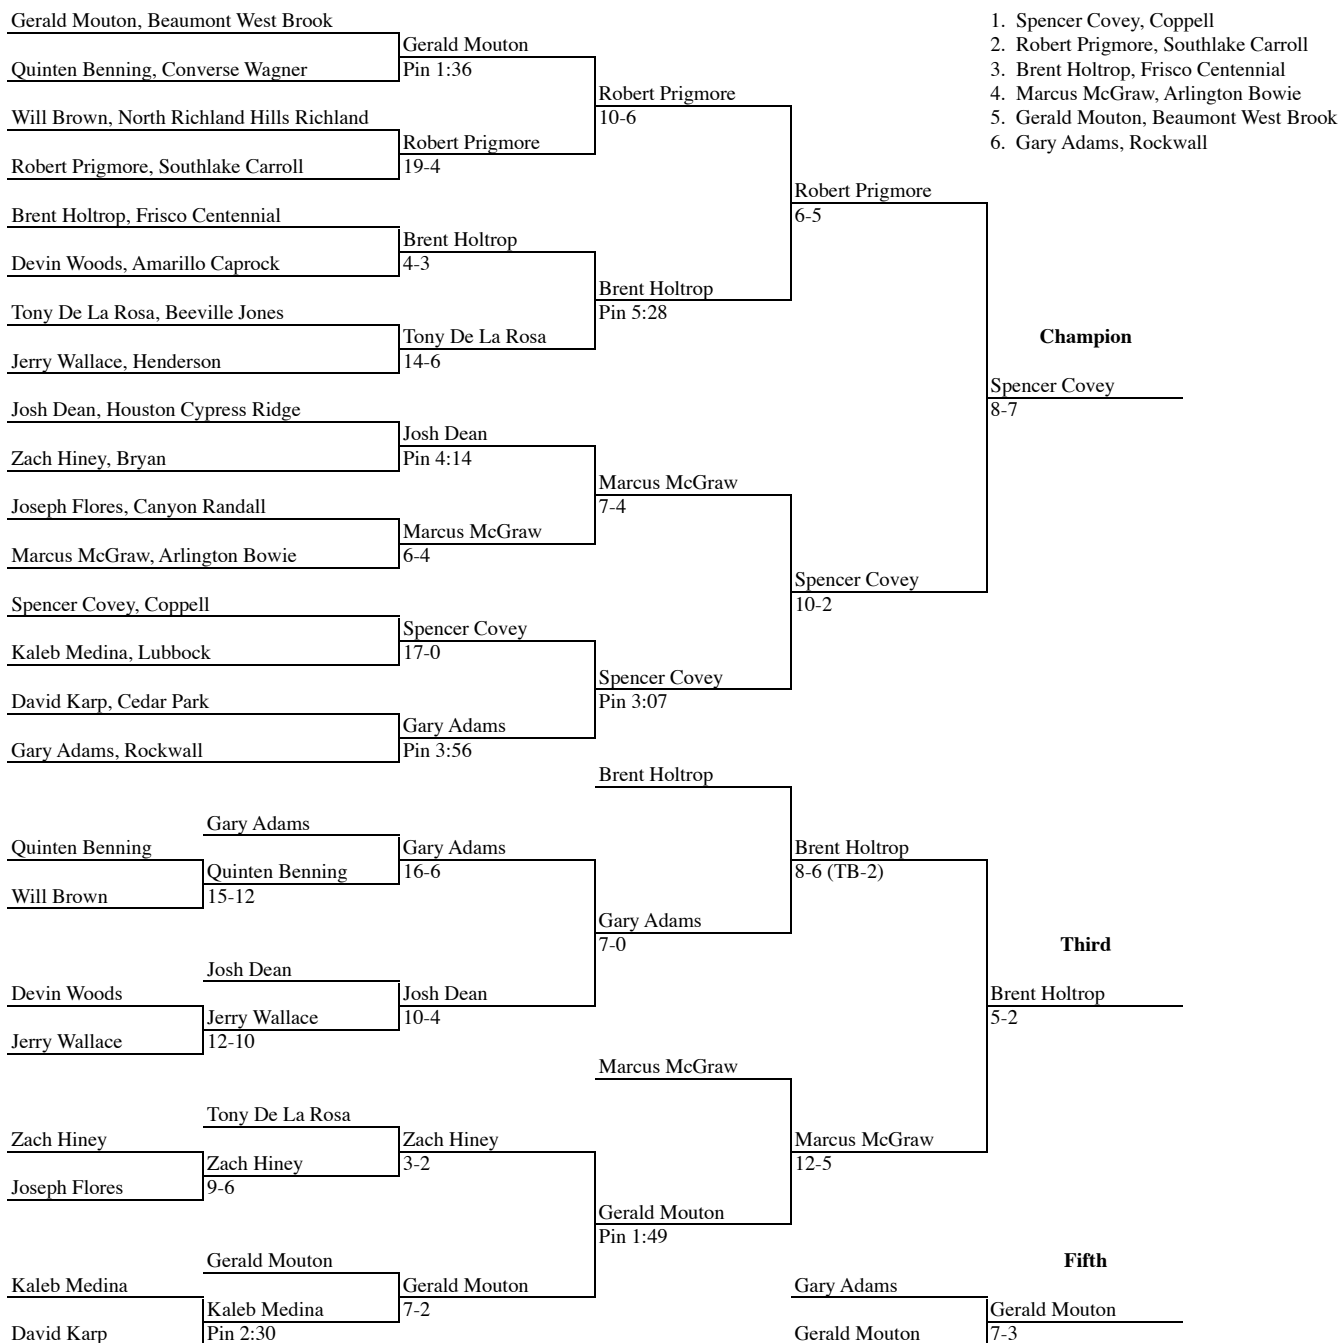 Gerald Mouton, Beaumont West Brook
Quinten Benning, Converse Wagner
Will Brown, North Richland Hills Richland
Robert Prigmore, Southlake Carroll
Brent Holtrop, Frisco Centennial
Devin Woods, Amarillo Caprock
Tony De La Rosa, Beeville Jones
Jerry Wallace, Henderson
Josh Dean, Houston Cypress Ridge
Zach Hiney, Bryan
Joseph Flores, Canyon Randall
Marcus McGraw, Arlington Bowie
Spencer Covey, Coppell
Kaleb Medina, Lubbock
David Karp, Cedar Park
Gary Adams, Rockwall
Gerald Mouton
Pin 1:36
Robert Prigmore
19-4
Brent Holtrop
4-3
Tony De La Rosa
14-6
Josh Dean
Pin 4:14
Marcus McGraw
6-4
Spencer Covey
17-0
Gary Adams
Pin 3:56
Robert Prigmore
10-6
Brent Holtrop
Pin 5:28
Marcus McGraw
7-4
Spencer Covey
Pin 3:07
Robert Prigmore
6-5
Spencer Covey
10-2
Champion
Spencer Covey
8-7
1. Spencer Covey, Coppell
2. Robert Prigmore, Southlake Carroll
3. Brent Holtrop, Frisco Centennial
4. Marcus McGraw, Arlington Bowie
5. Gerald Mouton, Beaumont West Brook
6. Gary Adams, Rockwall
Quinten Benning
Will Brown
Devin Woods
Jerry Wallace
Zach Hiney
Joseph Flores
Kaleb Medina
David Karp
Gary Adams
Quinten Benning
15-12
Josh Dean
Jerry Wallace
12-10
Tony De La Rosa
Zach Hiney
9-6
Gerald Mouton
Kaleb Medina
Pin 2:30
Gary Adams
16-6
Josh Dean
10-4
Zach Hiney
3-2
Gerald Mouton
7-2
Brent Holtrop
Gary Adams
7-0
Marcus McGraw
Gerald Mouton
Pin 1:49
Brent Holtrop
8-6 (TB-2)
Marcus McGraw
12-5
Third
Brent Holtrop
5-2
Fifth
Gary Adams
Gerald Mouton
Gerald Mouton
7-3